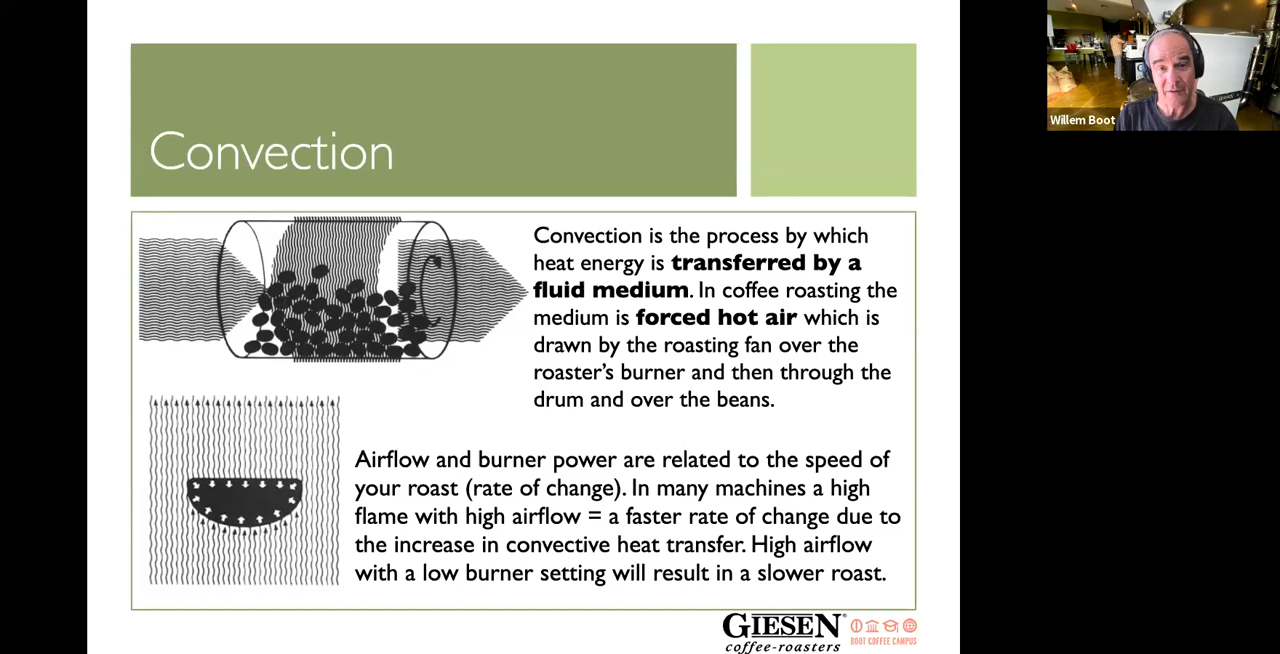 Convection
Convection is the process by which
heat energy is transferred by a
fluid medium. In coffee roasting the
medium is forced hot air which is
drawn by the roasting fan over the
roaster's burner and then through the
drum and over the beans.
Airflow and burner power are related to the speed of
your roast (rate of change). In many machines a high
flame with high airflow = a faster rate of change due to
the increase in convective heat transfer. High airflow
with a low burner setting will result in a slower roast.
GIESEN®
coffee-roasters
BOOT COFFEE CAMPUS
Willem Boot